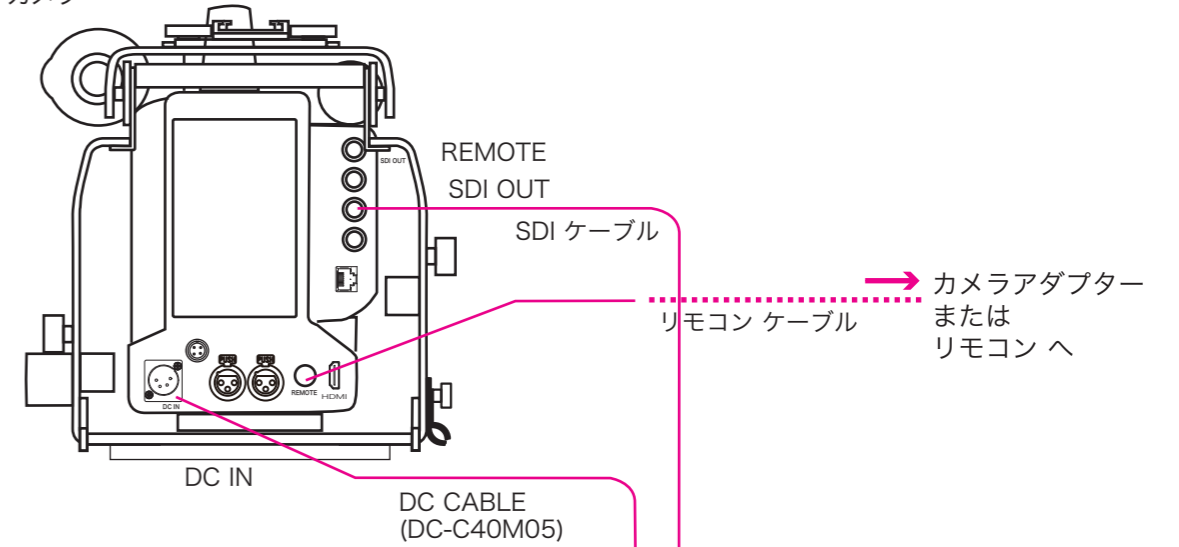 SDI OUT
REMOTE
SDI OUT
SDI ケーブル
カメラアダプター
または
リモコン へ
リモコン ケーブル
REMOTE
HDMI
DC IN
DC IN
DC CABLE
(DC-C40M05)